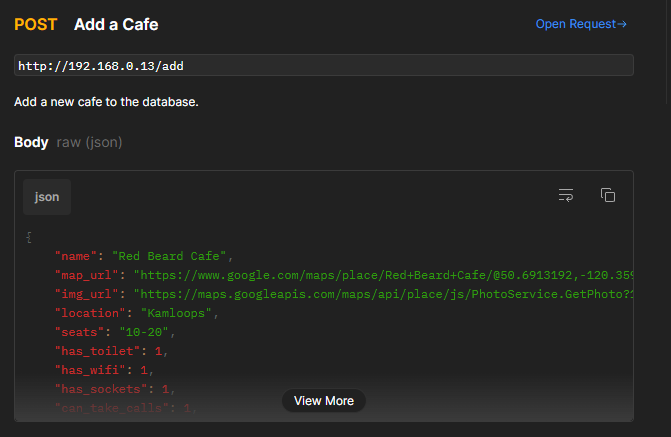 POST Add a Cafe Open Request→
http://192.168.0.13/add
Add a new cafe to the database.
Body raw (json)
json
{
"name": "Red Beard Cafe",
"map_url": "https://www.google.com/maps/place/Red+Beard+Cafe/@50.6913192,-120.359
"img_url": "https://maps.googleapis.com/maps/api/place/js/PhotoService.GetPhoto?1
"location": "Kamloops",
"seats": "10-20",
"has_toilet": 1,
"has_wifi": 1,
"has_sockets": 1,
View More
"can_take_calls": 1,